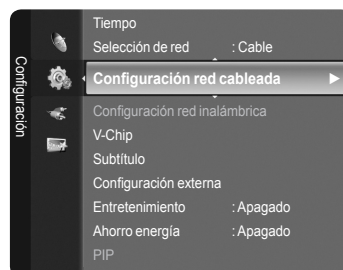 Configuración
Tiempo
Selección de red : Cable
Configuración red cableada
Configuración red inalámbrica
V-Chip
Subtítulo
Configuración externa
Entretenimiento : Apagado
Ahorro energía : Apagado
PIP